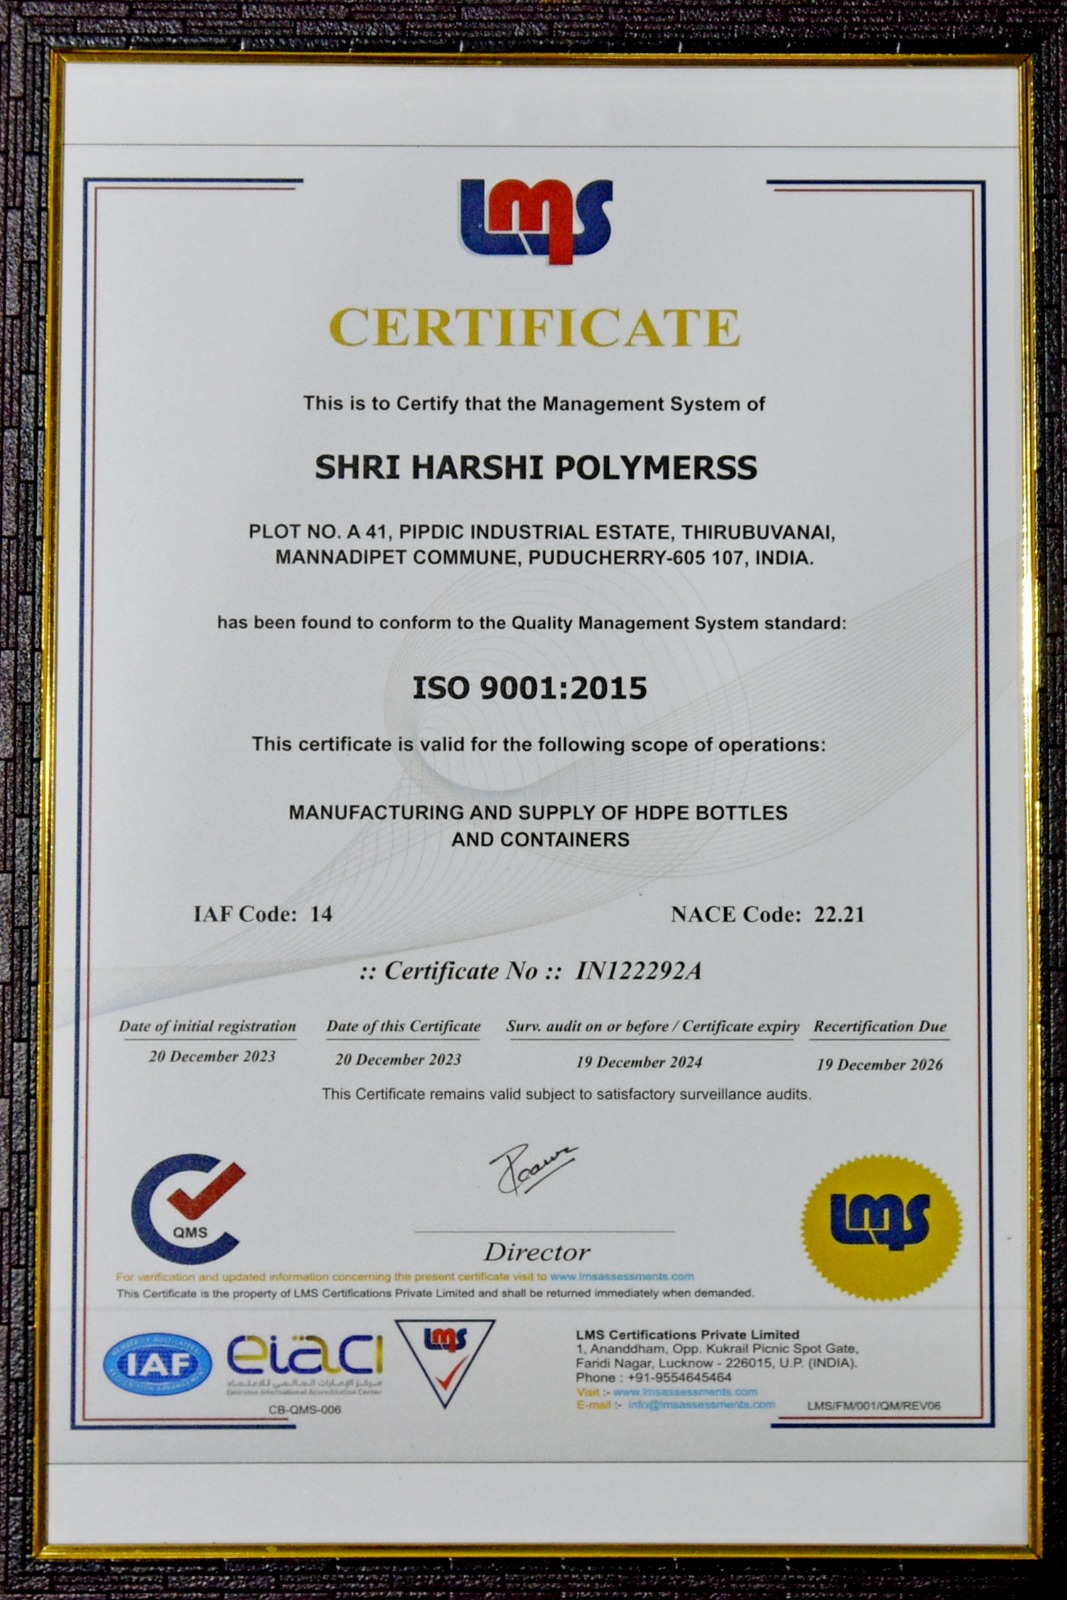 LMS
CERTIFICATE
This is to Certify that the Management System of
SHRI HARSHI POLYMERSS
PLOT NO. A 41, PIPDIC INDUSTRIAL ESTATE, THIRUBUVANAI,
MANNADIPET COMMUNE, PUDUCHERRY-605 107, INDIA.
has been found to conform to the Quality Management System standard:
ISO 9001:2015
This certificate is valid for the following scope of operations:
MANUFACTURING AND SUPPLY OF HDPE BOTTLES
AND CONTAINERS
IAF Code: 14 NACE Code: 22.21
:: Certificate No :: IN122292A
Date of initial registration Date of this Certificate Surv. audit on or before / Certificate expiry Recertification Due
20 December 2023 20 December 2023 19 December 2024 19 December 2026
This Certificate remains valid subject to satisfactory surveillance audits.
QMS
LMS
Director
For verification and updated information concerning the present certificate visit to www.lmsassessments.com
This Certificate is the property of LMS Certifications Private Limited and shall be returned immediately when demanded.
IAF
eiaci
مركز الإمارات العالمي للاعتماد
Emirates International Accreditation Center
CB-QMS-006
LMS
LMS Certifications Private Limited
1, Ananddham, Opp. Kukrail Picnic Spot Gate,
Faridi Nagar, Lucknow - 226015, U.P. (INDIA).
Phone : +91-9554645464
Visit :- www.lmsassessments.com
E-mail :- info@lmsassessments.com
LMS/FM/001/QM/REV06